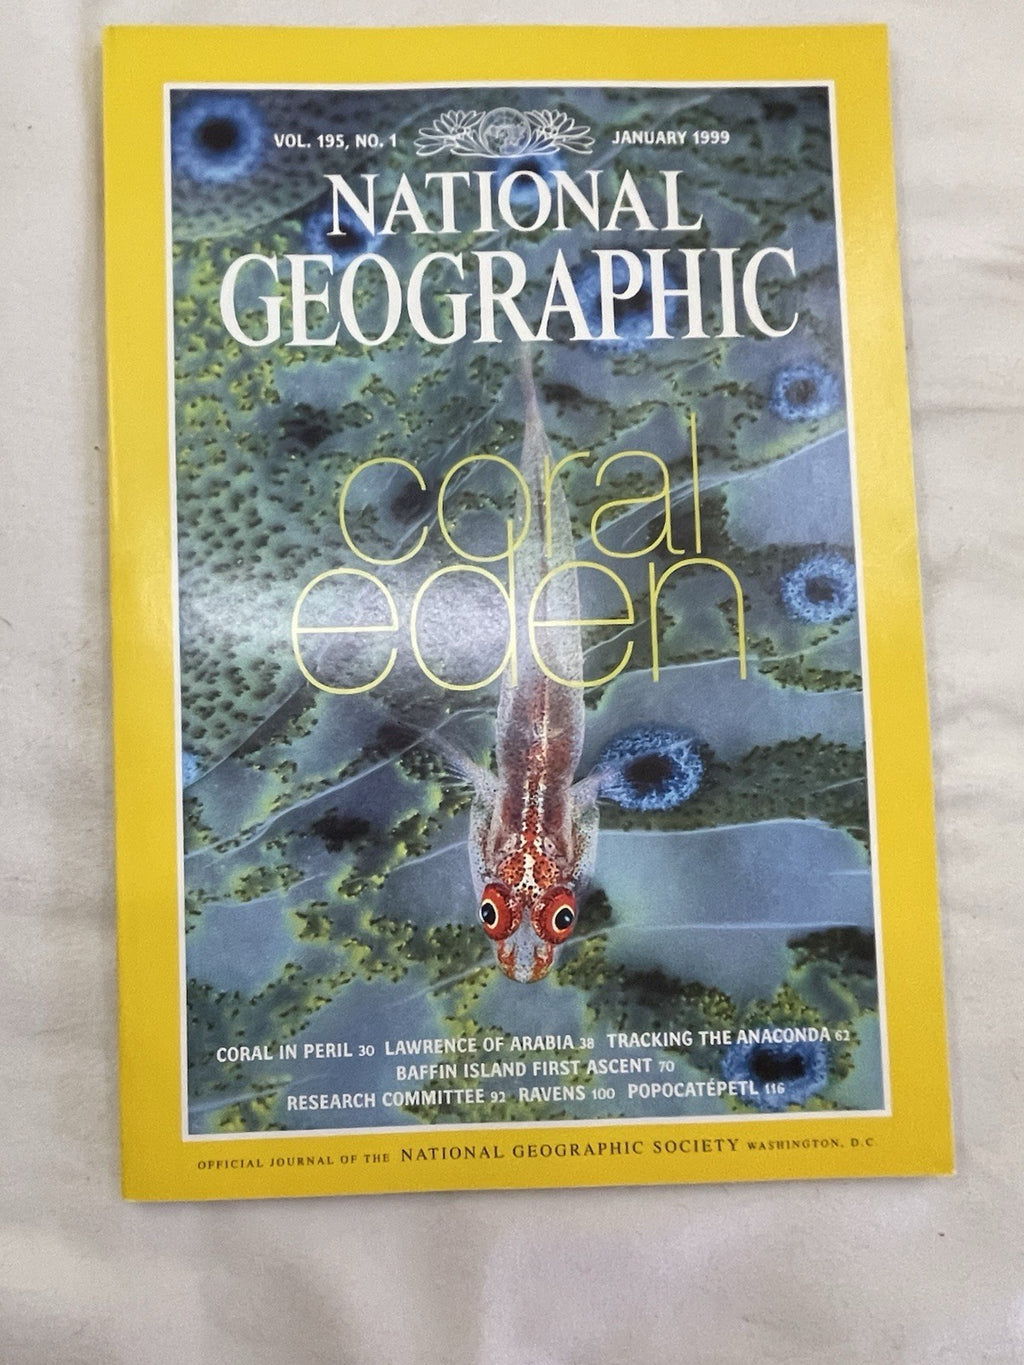 VOL. 195, NO. 1 JANUARY 1999
NATIONAL
GEOGRAPHIC
coral
eden
CORAL IN PERIL 30 LAWRENCE OF ARABIA 38 TRACKING THE ANACONDA 62
BAFFIN ISLAND FIRST ASCENT 70
RESEARCH COMMITTEE 92 RAVENS 100 POPOCATÉPETL 116
OFFICIAL JOURNAL OF THE NATIONAL GEOGRAPHIC SOCIETY WASHINGTON, D.C.